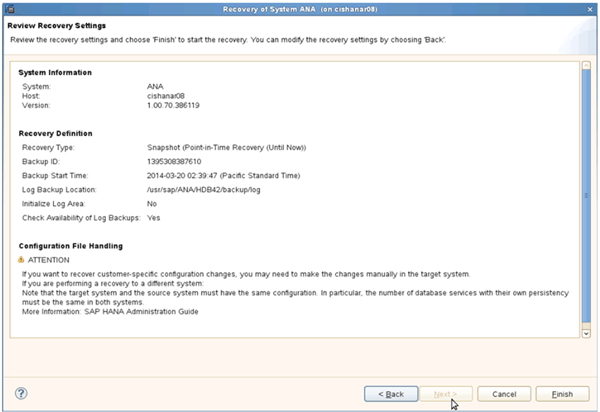 Recovery of System ANA (on cishanar08)
Review Recovery Settings
Review the recovery settings and choose 'Finish' to start the recovery. You can modify the recovery settings by choosing 'Back'.
System Information
System: ANA
Host: cishanar08
Version: 1.00.70.386119
Recovery Definition
Recovery Type: Snapshot (Point-in-Time Recovery (Until Now))
Backup ID: 1395308387610
Backup Start Time: 2014-03-20 02:39:47 (Pacific Standard Time)
Log Backup Location: /usr/sap/ANA/HDB42/backup/log
Initialize Log Area: No
Check Availability of Log Backups: Yes
Configuration File Handling
ATTENTION
If you want to recover customer-specific configuration changes, you may need to make the changes manually in the target system.
If you are performing a recovery to a different system:
Note that the target system and the source system must have the same configuration. In particular, the number of database services with their own persistency
must be the same in both systems.
More Information: SAP HANA Administration Guide
? < Back Next > Cancel Finish